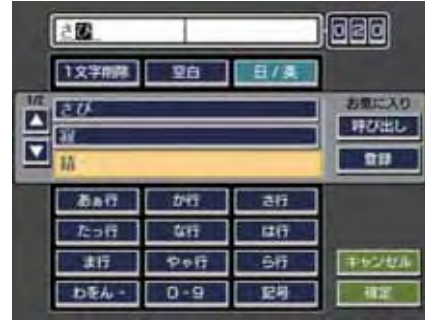 さび 020
1文字削除 空白 日/英
1/2 さび お気に入り
寂 呼び出し
錆 登録
あぁ行 か行 さ行
たっ行 な行 は行
ま行 やゃ行 ら行 キャンセル
わをん- 0-9 記号 確定